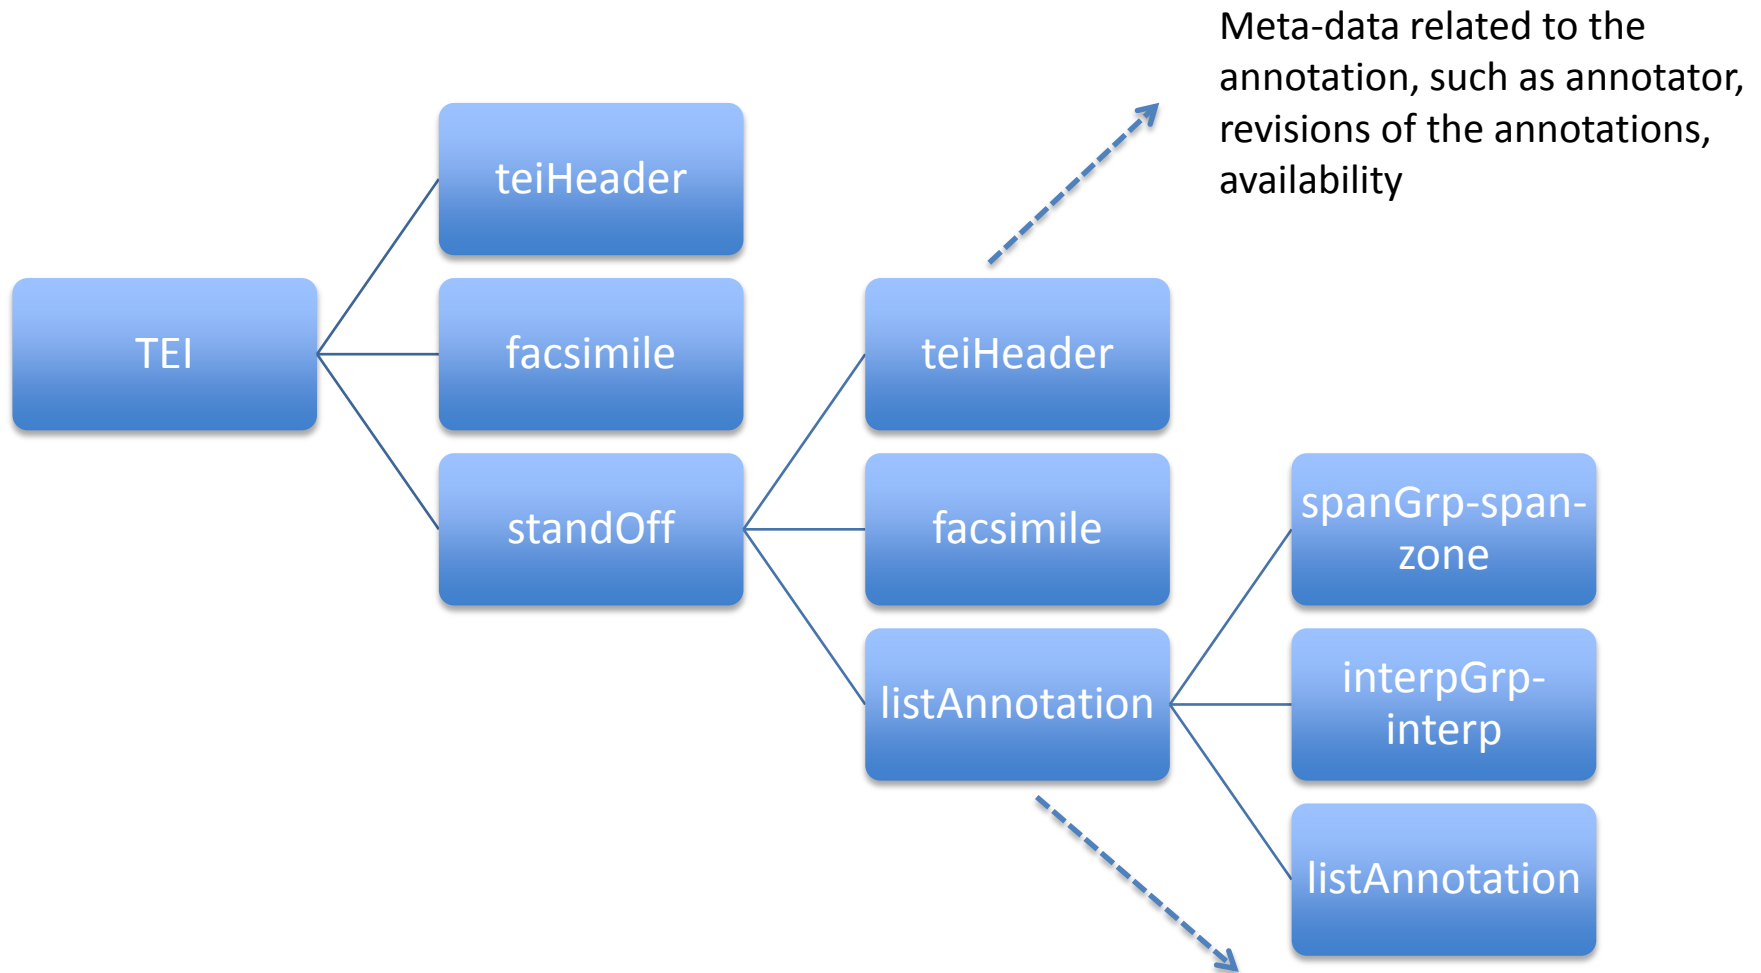 Meta-data related to the
annotation, such as annotator,
revisions of the annotations,
availability
teiHeader
TEI
facsimile
standOff
teiHeader
facsimile
listAnnotation
spanGrp-span-
zone
interpGrp-
interp
listAnnotation